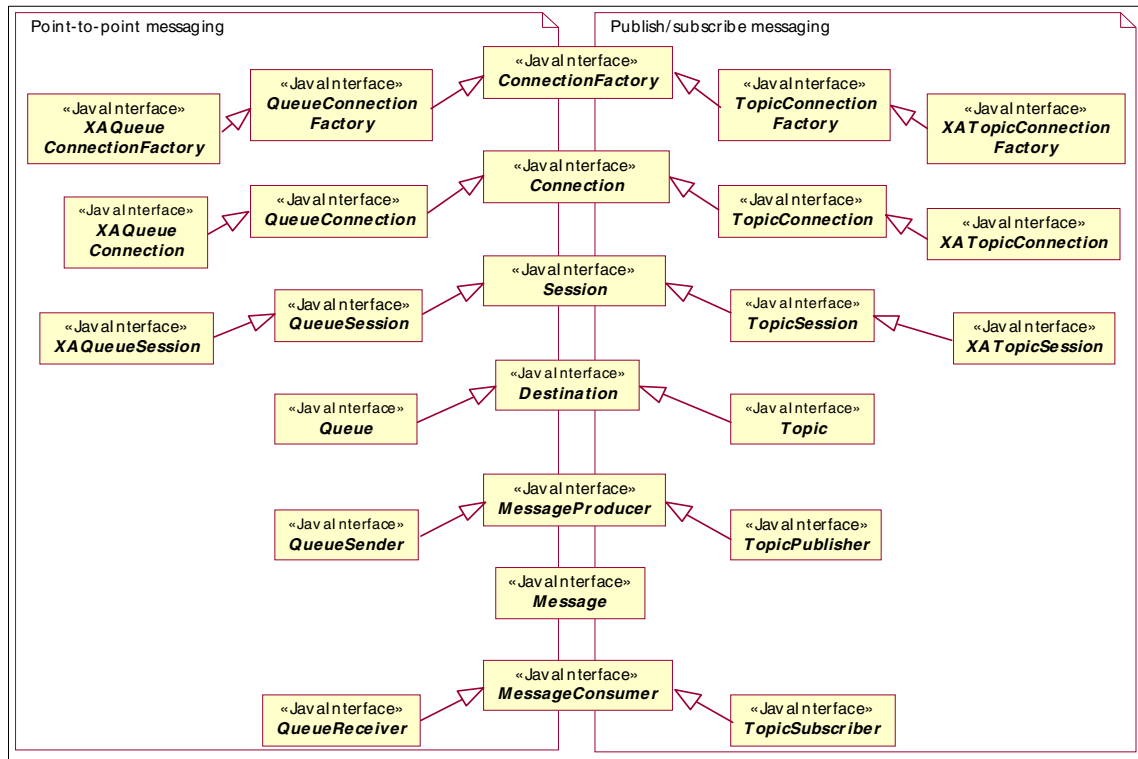 Point-to-point messaging
Publish/subscribe messaging
«JavaInterface»
ConnectionFactory
«JavaInterface»
QueueConnection
Factory
«JavaInterface»
TopicConnection
Factory
«JavaInterface»
XAQueue
ConnectionFactory
«JavaInterface»
XATopicConnection
Factory
«JavaInterface»
Connection
«JavaInterface»
QueueConnection
«JavaInterface»
TopicConnection
«JavaInterface»
XAQueue
Connection
«JavaInterface»
XATopicConnection
«JavaInterface»
Session
«JavaInterface»
QueueSession
«JavaInterface»
TopicSession
«JavaInterface»
XAQueueSession
«JavaInterface»
XATopicSession
«JavaInterface»
Destination
«JavaInterface»
Queue
«JavaInterface»
Topic
«JavaInterface»
MessageProducer
«JavaInterface»
QueueSender
«JavaInterface»
TopicPublisher
«JavaInterface»
Message
«JavaInterface»
MessageConsumer
«JavaInterface»
QueueReceiver
«JavaInterface»
TopicSubscriber